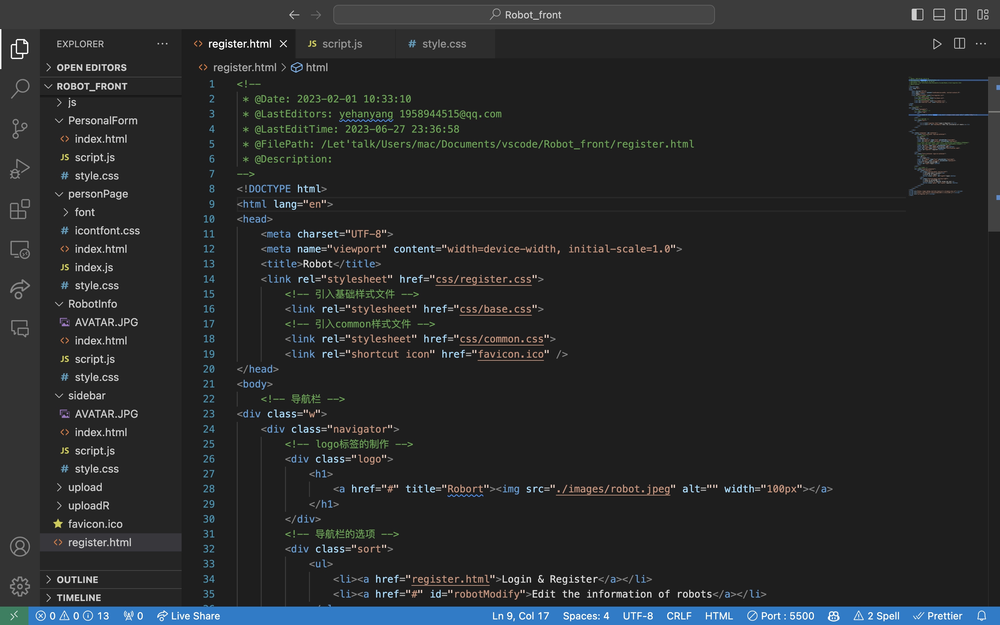 Robot_front
EXPLORER
OPEN EDITORS
ROBOT_FRONT
js
PersonalForm
index.html
JS script.js
# style.css
personPage
font
# icontfont.css
index.html
JS index.js
# style.css
RobotInfo
AVATAR.JPG
index.html
JS script.js
# style.css
sidebar
AVATAR.JPG
index.html
JS script.js
# style.css
upload
uploadR
favicon.ico
register.html
OUTLINE
TIMELINE
register.html
JS script.js
# style.css
register.html > html
1 <!--
2  * @Date: 2023-02-01 10:33:10
3  * @LastEditors: yehanyang 1958944515@qq.com
4  * @LastEditTime: 2023-06-27 23:36:58
5  * @FilePath: /Let'talk/Users/mac/Documents/vscode/Robot_front/register.html
6  * @Description:
7 -->
8 <!DOCTYPE html>
9 <html lang="en">
10 <head>
11     <meta charset="UTF-8">
12     <meta name="viewport" content="width=device-width, initial-scale=1.0">
13     <title>Robot</title>
14     <link rel="stylesheet" href="css/register.css">
15         <!-- 引入基础样式文件 -->
16         <link rel="stylesheet" href="css/base.css">
17         <!-- 引入common样式文件 -->
18         <link rel="stylesheet" href="css/common.css">
19         <link rel="shortcut icon" href="favicon.ico" />
20 </head>
21 <body>
22     <!-- 导航栏 -->
23 <div class="w">
24     <div class="navigator">
25         <!-- logo标签的制作 -->
26         <div class="logo">
27             <h1>
28                 <a href="#" title="Robort"><img src="./images/robot.jpeg" alt="" width="100px"></a>
29             </h1>
30         </div>
31         <!-- 导航栏的选项 -->
32         <div class="sort">
33             <ul>
34                 <li><a href="register.html">Login & Register</a></li>
35                 <li><a href="#" id="robotModify">Edit the information of robots</a></li>
0 0 13 0 Live Share
Ln 9, Col 17 Spaces: 4 UTF-8 CRLF HTML Port : 5500 2 Spell Prettier